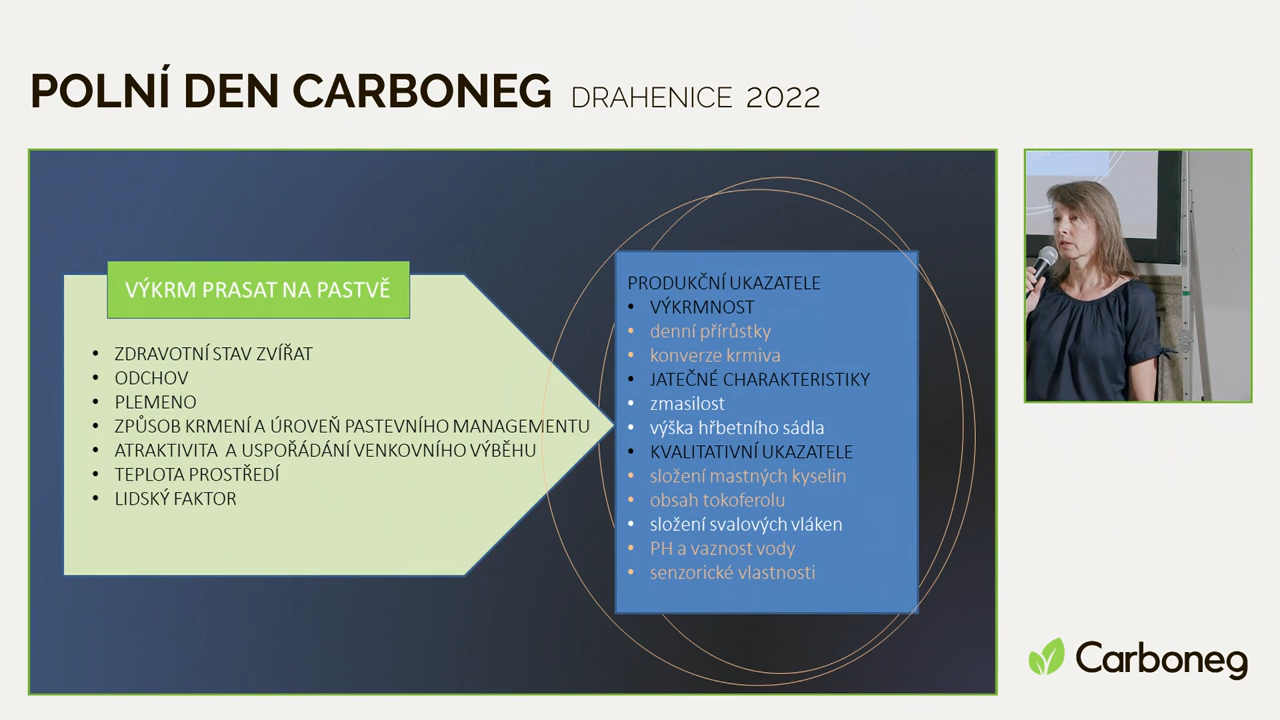 POLNÍ DEN CARBONEG DRAHENICE 2022
VÝKRM PRASAT NA PASTVĚ
• ZDRAVOTNÍ STAV ZVÍŘAT
• ODCHOV
• PLEMENO
• ZPŮSOB KRMENÍ A ÚROVEŇ PASTEVNÍHO MANAGEMENTU
• ATRAKTIVITA A USPOŘÁDÁNÍ VENKOVNÍHO VÝBĚHU
• TEPLOTA PROSTŘEDÍ
• LIDSKÝ FAKTOR
PRODUKČNÍ UKAZATELE
• VÝKRMNOST
• denní přírůstky
• konverze krmiva
• JATEČNÉ CHARAKTERISTIKY
• zmasilost
• výška hřbetního sádla
• KVALITATIVNÍ UKAZATELE
• složení mastných kyselin
• obsah tokoferolu
• složení svalových vláken
• PH a vaznost vody
• senzorické vlastnosti
Carboneg